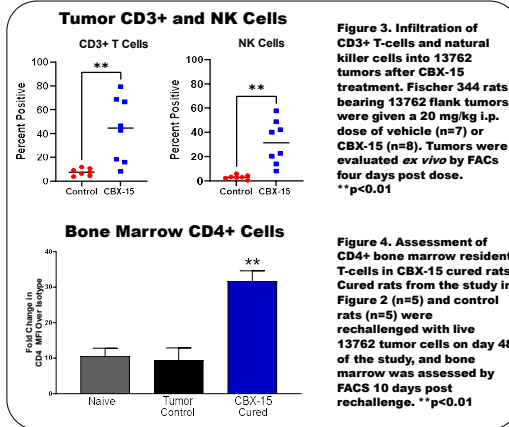 Tumor CD3+ and NK Cells
CD3+ T Cells
**
Percent Positive
100
80
60
40
20
0
Control
CBX-15
NK Cells
**
Percent Positive
100
80
60
40
20
0
Control
CBX-15
Figure 3. Infiltration of
CD3+ T-cells and natural
killer cells into 13762
tumors after CBX-15
treatment. Fischer 344 rats
bearing 13762 flank tumors
were given a 20 mg/kg i.p.
dose of vehicle (n=7) or
CBX-15 (n=8). Tumors were
evaluated ex vivo by FACs
four days post dose.
**p<0.01
Bone Marrow CD4+ Cells
Fold Change in
CD4 MFI Over Isotype
40
30
20
10
0
**
Naive
Tumor
Control
CBX-15
Cured
Figure 4. Assessment of
CD4+ bone marrow resident
T-cells in CBX-15 cured rats
Cured rats from the study in
Figure 2 (n=5) and control
rats (n=5) were
rechallenged with live
13762 tumor cells on day 48
of the study, and bone
marrow was assessed by
FACS 10 days post
rechallenge. **p<0.01